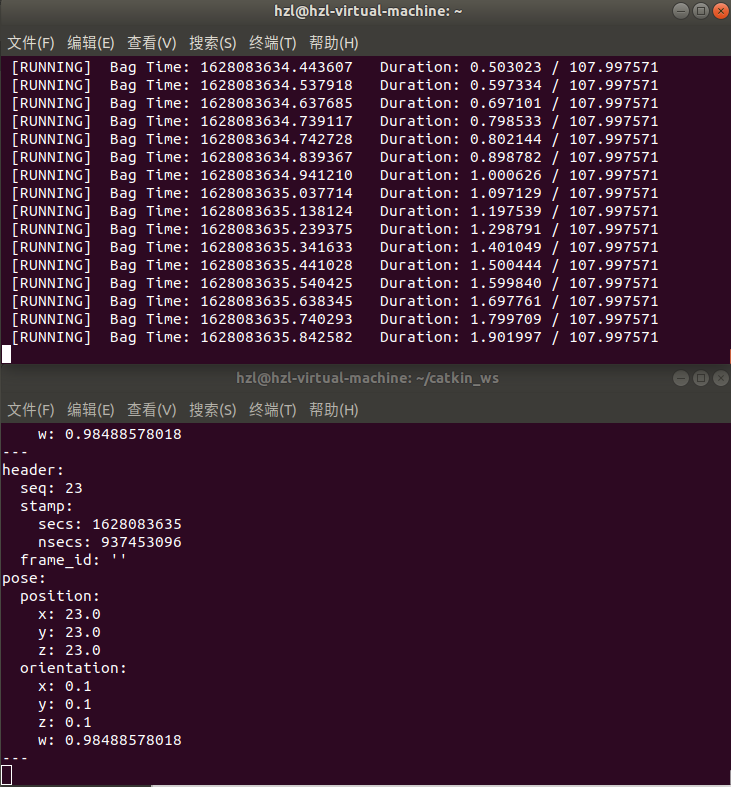 hzl@hzl-virtual-machine: ~
文件(F) 编辑(E) 查看(V) 搜索(S) 终端(T) 帮助(H)
[RUNNING]  Bag Time: 1628083634.443607   Duration: 0.503023 / 107.997571
[RUNNING]  Bag Time: 1628083634.537918   Duration: 0.597334 / 107.997571
[RUNNING]  Bag Time: 1628083634.637685   Duration: 0.697101 / 107.997571
[RUNNING]  Bag Time: 1628083634.739117   Duration: 0.798533 / 107.997571
[RUNNING]  Bag Time: 1628083634.742728   Duration: 0.802144 / 107.997571
[RUNNING]  Bag Time: 1628083634.839367   Duration: 0.898782 / 107.997571
[RUNNING]  Bag Time: 1628083634.941210   Duration: 1.000626 / 107.997571
[RUNNING]  Bag Time: 1628083635.037714   Duration: 1.097129 / 107.997571
[RUNNING]  Bag Time: 1628083635.138124   Duration: 1.197539 / 107.997571
[RUNNING]  Bag Time: 1628083635.239375   Duration: 1.298791 / 107.997571
[RUNNING]  Bag Time: 1628083635.341633   Duration: 1.401049 / 107.997571
[RUNNING]  Bag Time: 1628083635.441028   Duration: 1.500444 / 107.997571
[RUNNING]  Bag Time: 1628083635.540425   Duration: 1.599840 / 107.997571
[RUNNING]  Bag Time: 1628083635.638345   Duration: 1.697761 / 107.997571
[RUNNING]  Bag Time: 1628083635.740293   Duration: 1.799709 / 107.997571
[RUNNING]  Bag Time: 1628083635.842582   Duration: 1.901997 / 107.997571
hzl@hzl-virtual-machine: ~/catkin_ws
文件(F) 编辑(E) 查看(V) 搜索(S) 终端(T) 帮助(H)
    w: 0.98488578018
---
header:
  seq: 23
  stamp:
    secs: 1628083635
    nsecs: 937453096
  frame_id: ''
pose:
  position:
    x: 23.0
    y: 23.0
    z: 23.0
  orientation:
    x: 0.1
    y: 0.1
    z: 0.1
    w: 0.98488578018
---